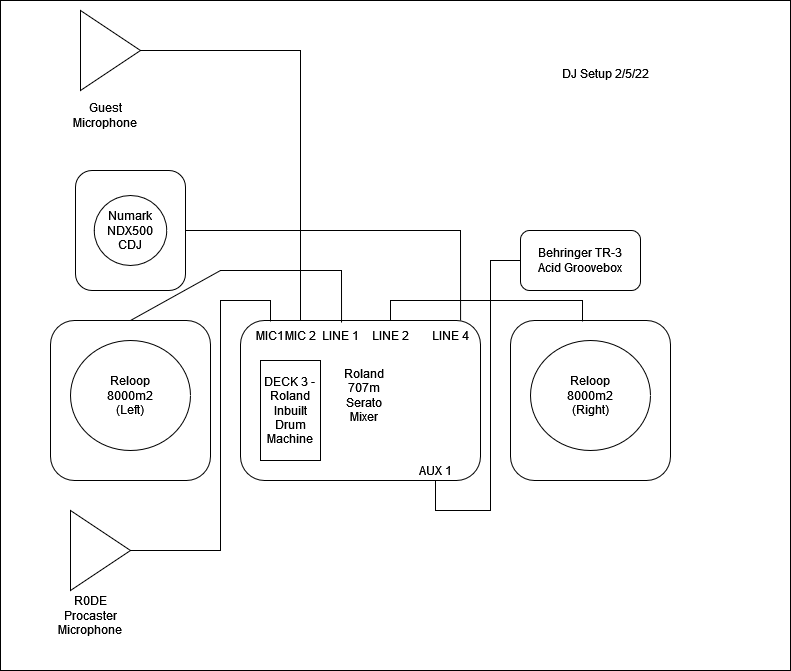 DJ Setup 2/5/22
Guest
Microphone
Numark
NDX500
CDJ
Behringer TR-3
Acid Groovebox
MIC1 MIC 2 LINE 1 LINE 2 LINE 4
Reloop
8000m2
(Left)
DECK 3 -
Roland
Inbuilt
Drum
Machine
Roland
707m
Serato
Mixer
AUX 1
Reloop
8000m2
(Right)
R0DE
Procaster
Microphone